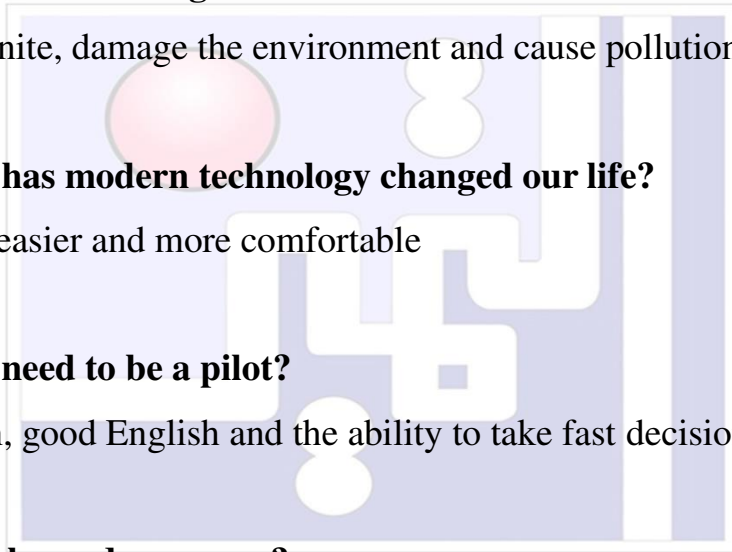 nite, damage the environment and cause pollution
has modern technology changed our life?
easier and more comfortable
need to be a pilot?
, good English and the ability to take fast decisio